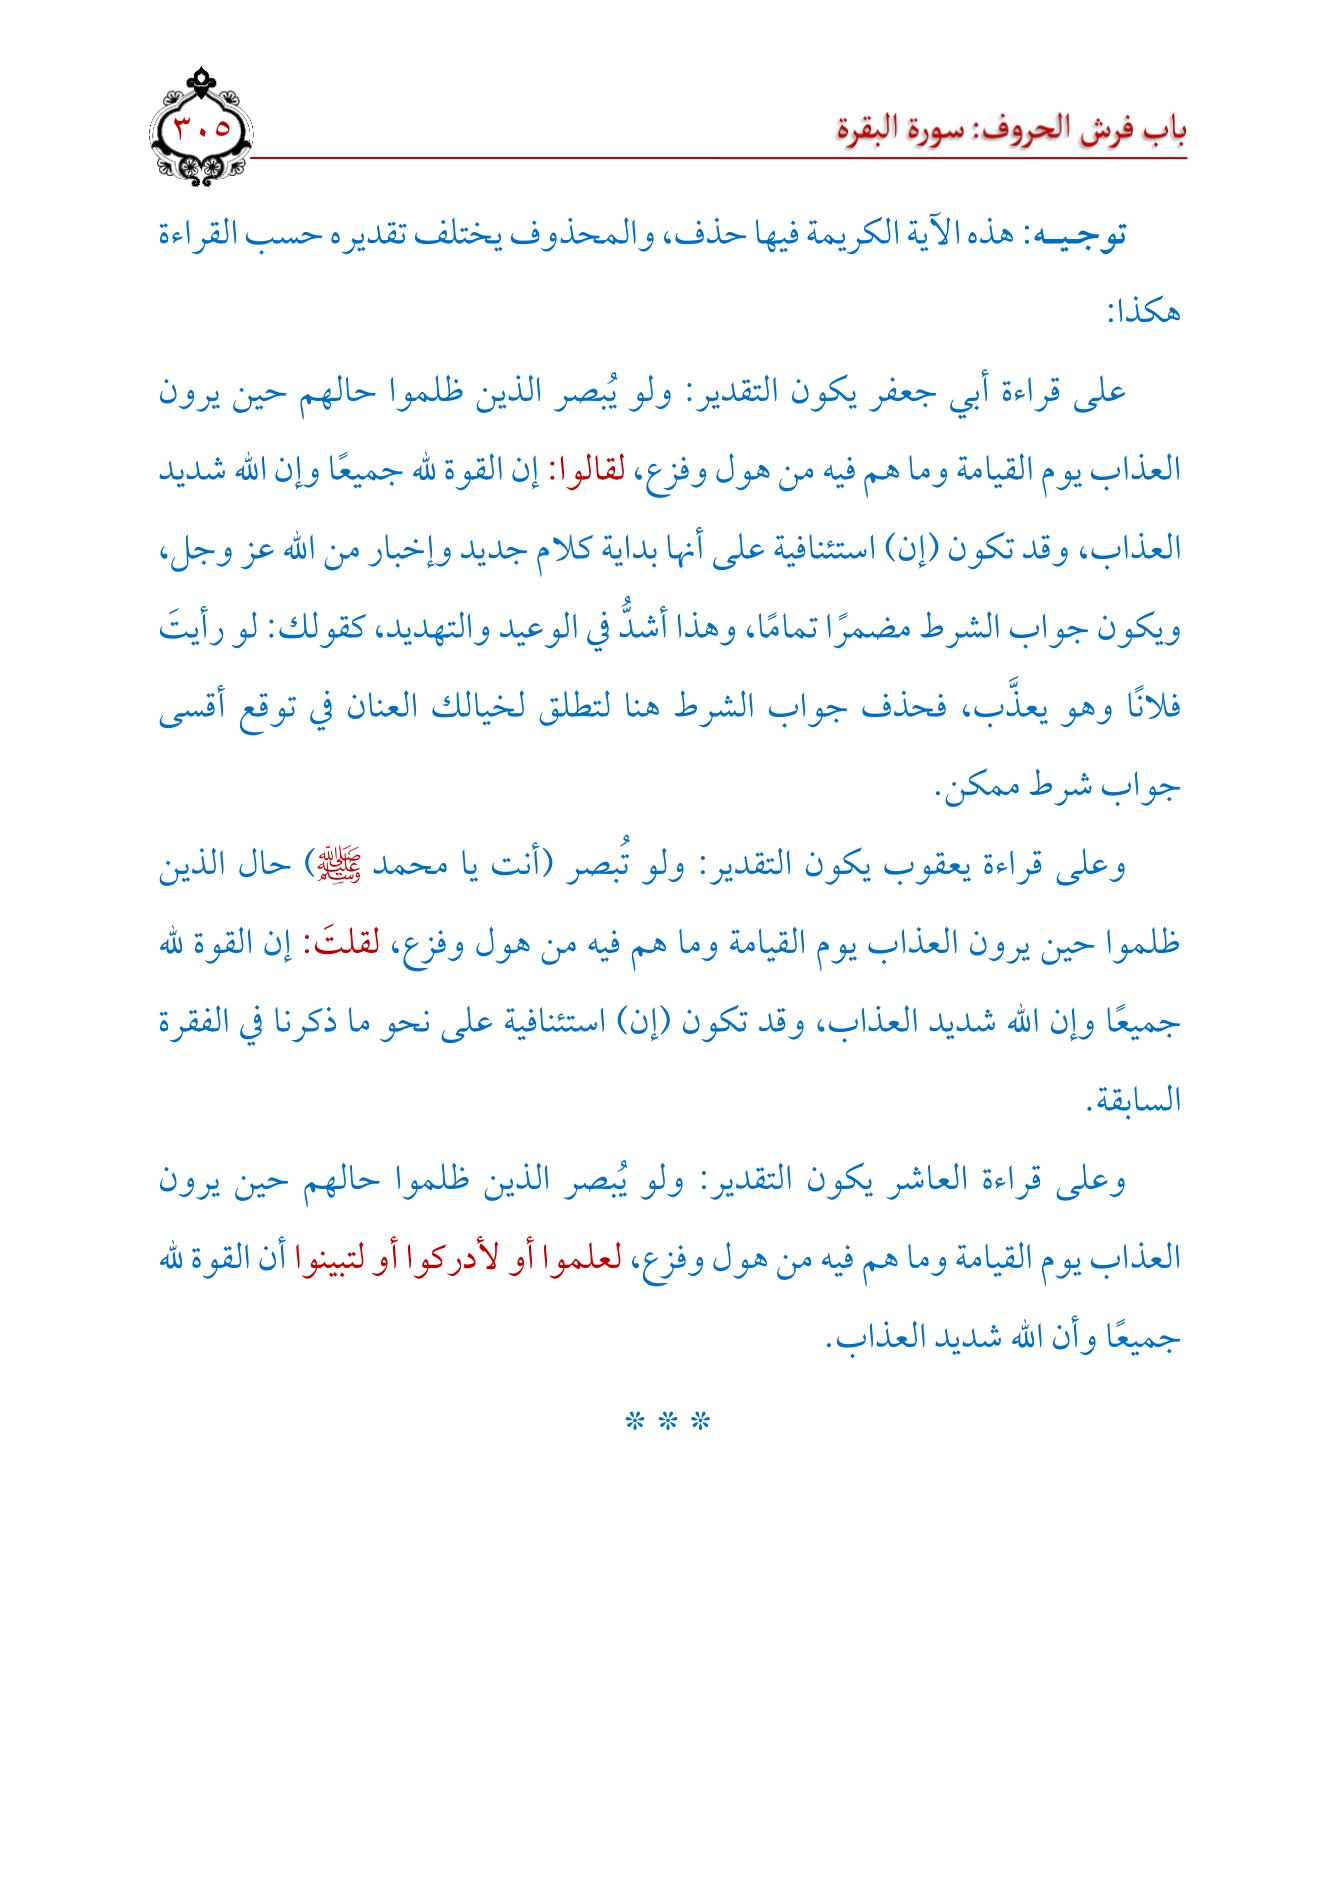 باب فرش الحروف: سورة البقرة
٣٠٥
توجيـه: هذه الآية الكريمة فيها حذف، والمحذوف يختلف تقديره حسب القراءة
هكذا:
على قراءة أبي جعفر يكون التقدير: ولو يُبصر الذين ظلموا حالهم حين يرون
العذاب يوم القيامة وما هم فيه من هول وفزع، لقالوا: إن القوة لله جميعًا وإن الله شديد
العذاب، وقد تكون (إن) استئنافية على أنها بداية كلام جديد وإخبار من الله عز وجل،
ويكون جواب الشرط مضمرًا تمامًا، وهذا أشدُّ في الوعيد والتهديد، كقولك: لو رأيتَ
فلانًا وهو يعذَّب، فحذف جواب الشرط هنا لتطلق لخيالك العنان في توقع أقسى
جواب شرط ممكن.
وعلى قراءة يعقوب يكون التقدير: ولو تُبصر (أنت يا محمد ﷺ) حال الذين
ظلموا حين يرون العذاب يوم القيامة وما هم فيه من هول وفزع، لقلتَ: إن القوة لله
جميعًا وإن الله شديد العذاب، وقد تكون (إن) استئنافية على نحو ما ذكرنا في الفقرة
السابقة.
وعلى قراءة العاشر يكون التقدير: ولو يُبصر الذين ظلموا حالهم حين يرون
العذاب يوم القيامة وما هم فيه من هول وفزع، لعلموا أو لأدركوا أو لتبينوا أن القوة لله
جميعًا وأن الله شديد العذاب.
* * *